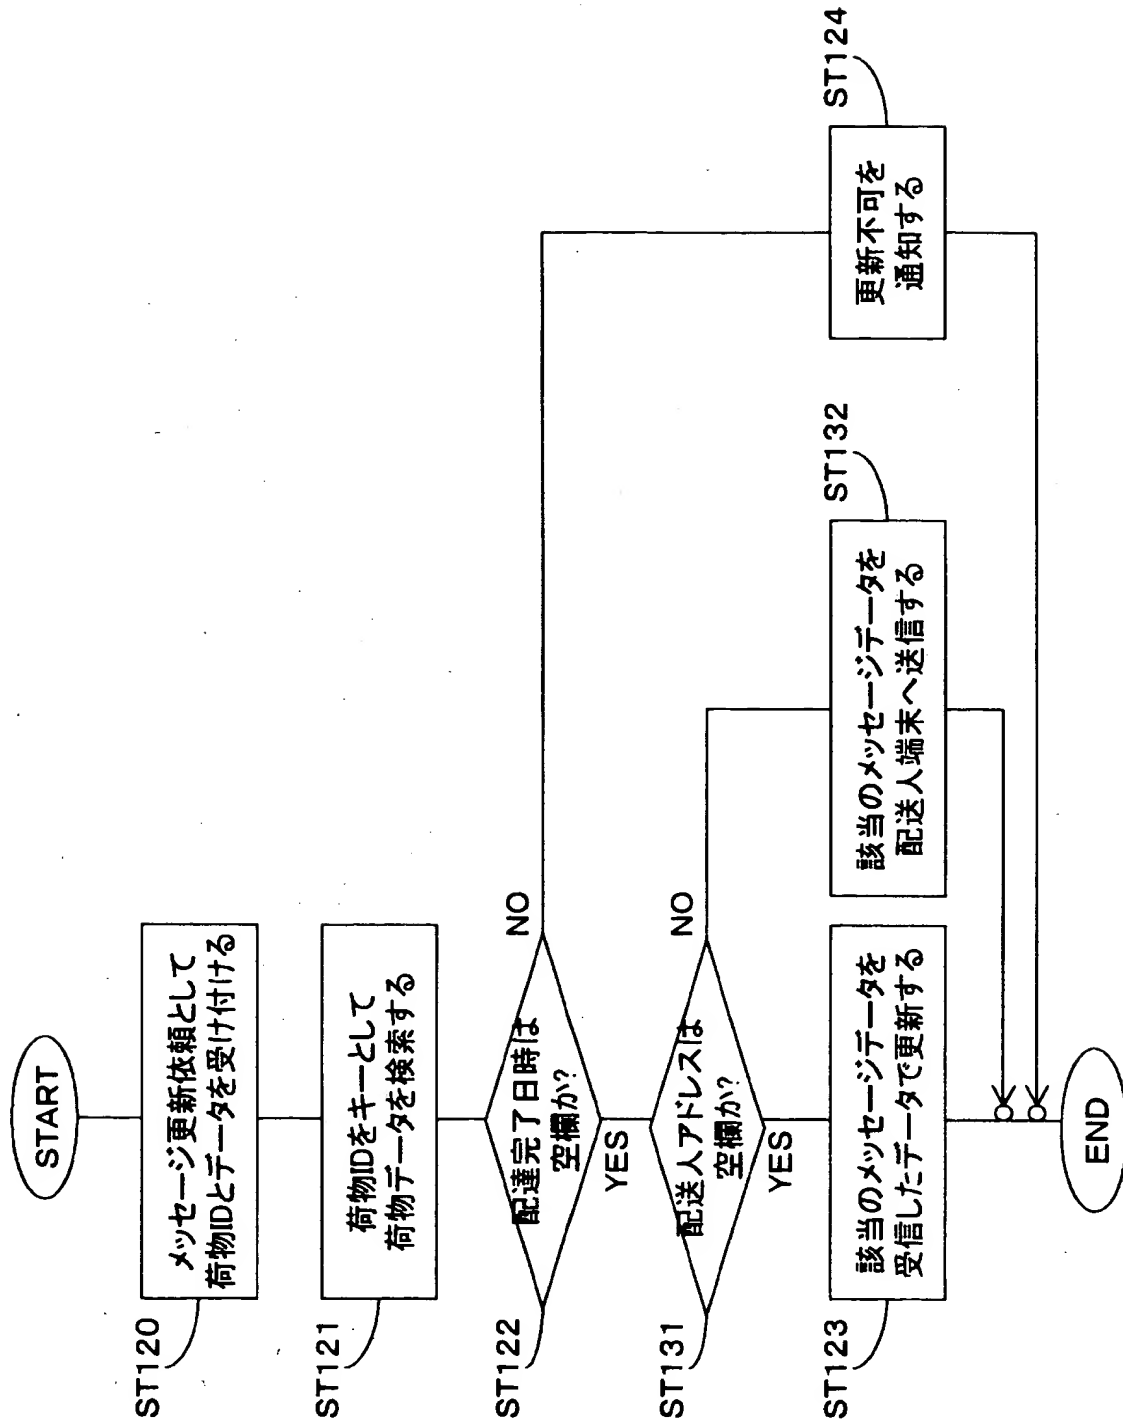 START
ST120
メッセージ更新依頼として
荷物IDとデータを受け付ける
ST121
荷物IDをキーとして
荷物データを検索する
ST122
配達完了日時は
空欄か?
NO
YES
ST131
配送人アドレスは
空欄か?
NO
YES
ST123
該当のメッセージデータを
受信したデータで更新する
ST132
該当のメッセージデータを
配送人端末へ送信する
ST124
更新不可を
通知する
END